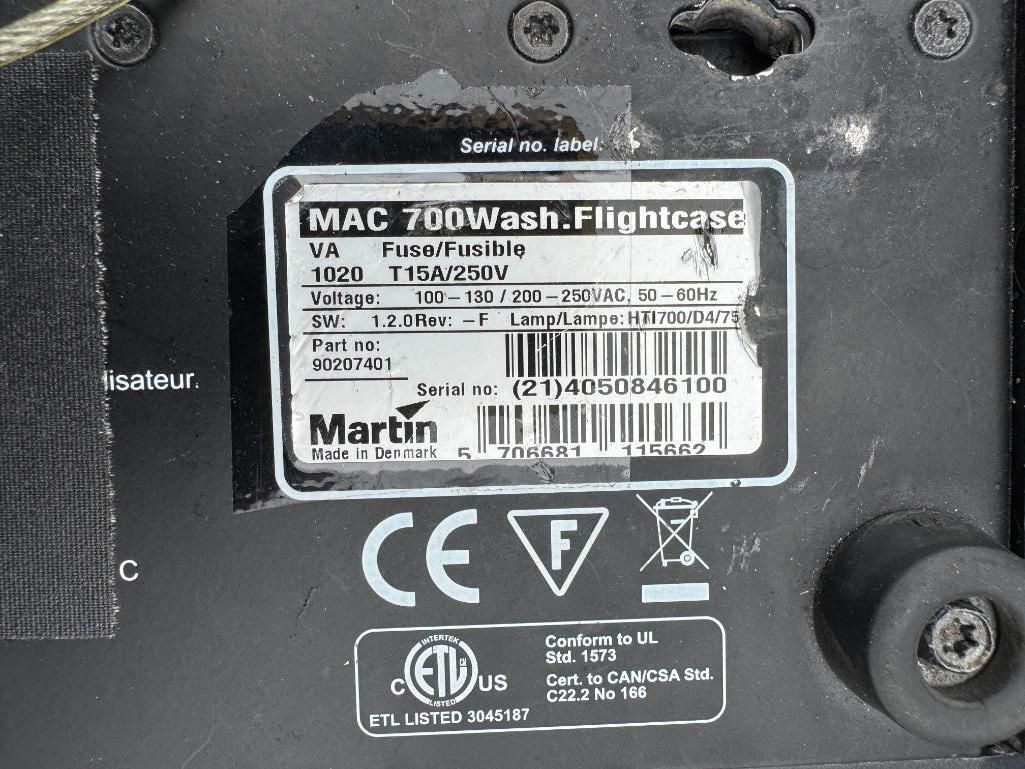 Serial no. label:
MAC 700Wash.Flightcase
VA Fuse/Fusible
1020 T15A/250V
Voltage: 100-130 / 200-250VAC, 50-60Hz
SW: 1.2.0Rev: -F Lamp/Lampe: HTI700/D4/75
Part no:
90207401
Serial no: (21)4050846100
Martin
Made in Denmark
5 706681 115662
lisateur.
C
CE
F
INTERTEK
ETL CM
C US
LISTED
ETL LISTED 3045187
Conform to UL
Std. 1573
Cert. to CAN/CSA Std.
C22.2 No 166